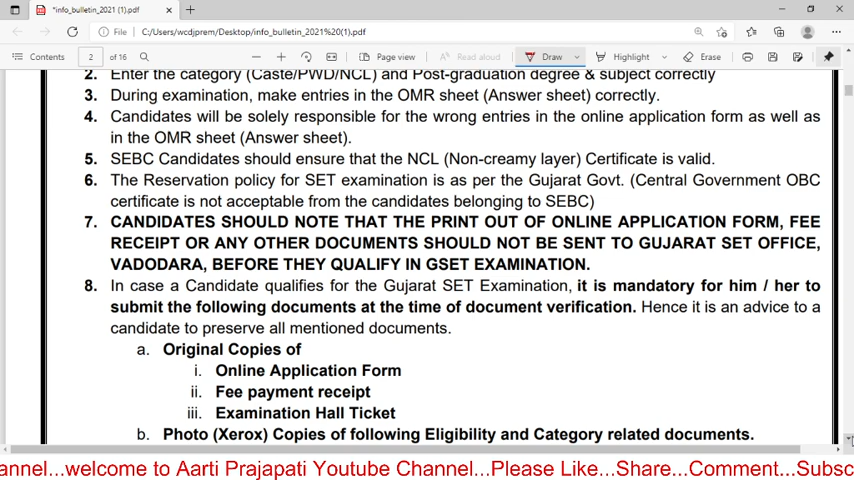 *info_bulletin_2021 (1).pdf
File
C:/Users/wcdjprem/Desktop/info_bulletin_2021%20(1).pdf
Contents
2
of 16
Page view
Read aloud
Draw
Highlight
Erase
2. Enter the category (Caste/PWD/NCL) and Post-graduation degree & subject correctly
3. During examination, make entries in the OMR sheet (Answer sheet) correctly.
4. Candidates will be solely responsible for the wrong entries in the online application form as well as
in the OMR sheet (Answer sheet).
5. SEBC Candidates should ensure that the NCL (Non-creamy layer) Certificate is valid.
6. The Reservation policy for SET examination is as per the Gujarat Govt. (Central Government OBC
certificate is not acceptable from the candidates belonging to SEBC)
7. CANDIDATES SHOULD NOTE THAT THE PRINT OUT OF ONLINE APPLICATION FORM, FEE
RECEIPT OR ANY OTHER DOCUMENTS SHOULD NOT BE SENT TO GUJARAT SET OFFICE,
VADODARA, BEFORE THEY QUALIFY IN GSET EXAMINATION.
8. In case a Candidate qualifies for the Gujarat SET Examination, it is mandatory for him / her to
submit the following documents at the time of document verification. Hence it is an advice to a
candidate to preserve all mentioned documents.
a. Original Copies of
i. Online Application Form
ii. Fee payment receipt
iii. Examination Hall Ticket
b. Photo (Xerox) Copies of following Eligibility and Category related documents.
annel...welcome to Aarti Prajapati Youtube Channel...Please Like...Share...Comment...Subsc